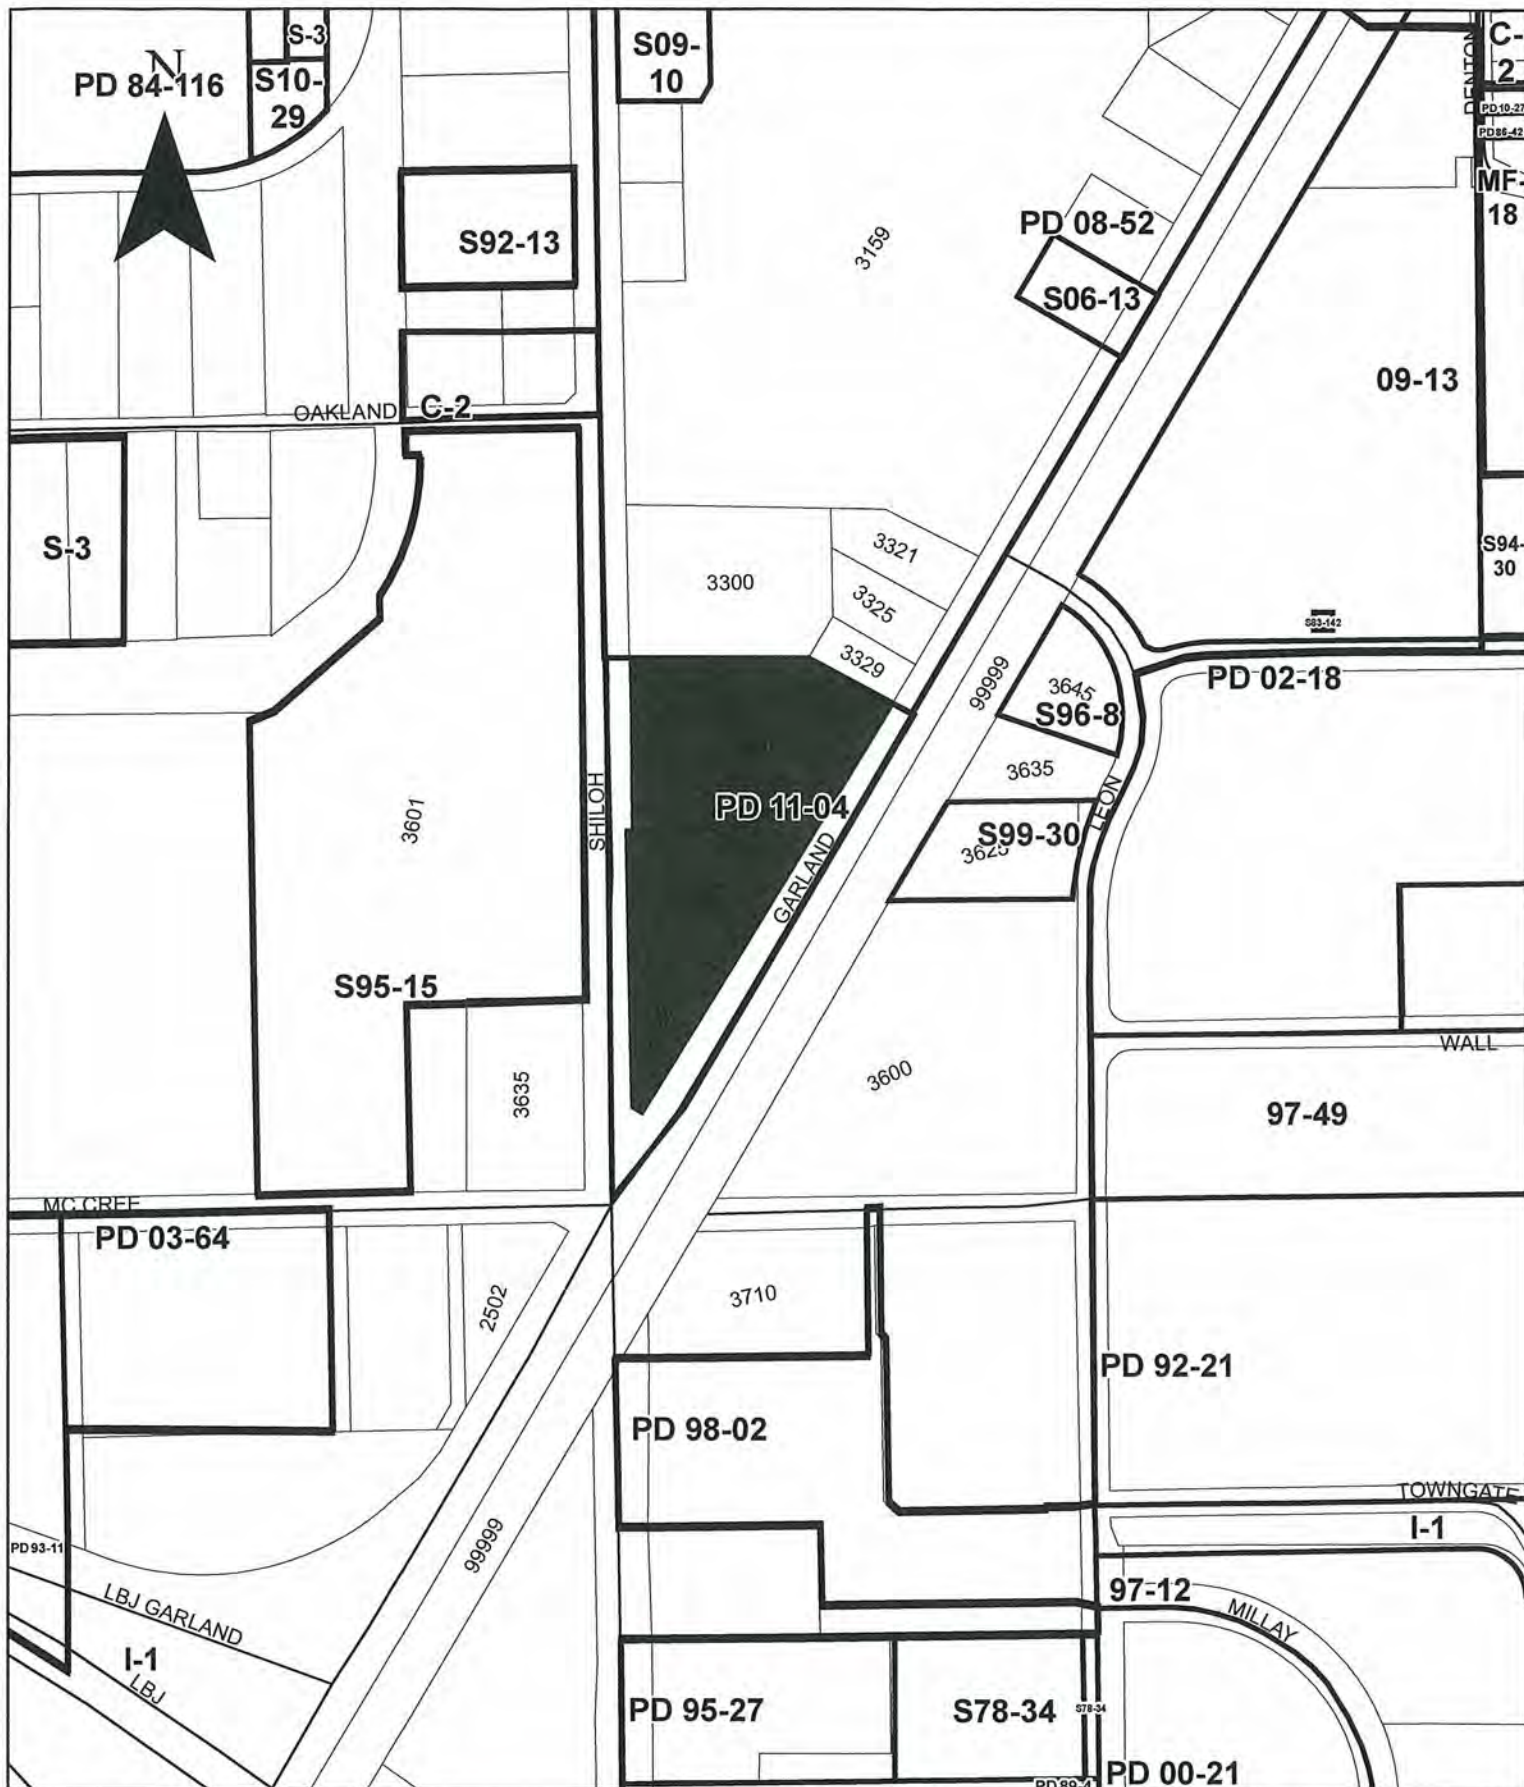 S-3
S09-
10
C-
2
DENTON
N
PD 84-116
S10-
29
PD10-27
PD86-42
MF-
18
PD 08-52
S92-13
3159
S06-13
09-13
OAKLAND
C-2
S-3
3321
S94-
30
3300
3325
S83-142
3329
99999
3645
PD 02-18
S96-8
3635
SHILOH
PD 11-04
LEON
3601
GARLAND
S99-30
3625
S95-15
WALL
3600
3635
97-49
MC CREE
PD 03-64
3710
2502
PD 92-21
PD 98-02
TOWNGATE
I-1
PD 93-11
99999
97-12
LBJ GARLAND
MILLAY
I-1
LBJ
PD 95-27
S78-34
S78-34
PD 00-21